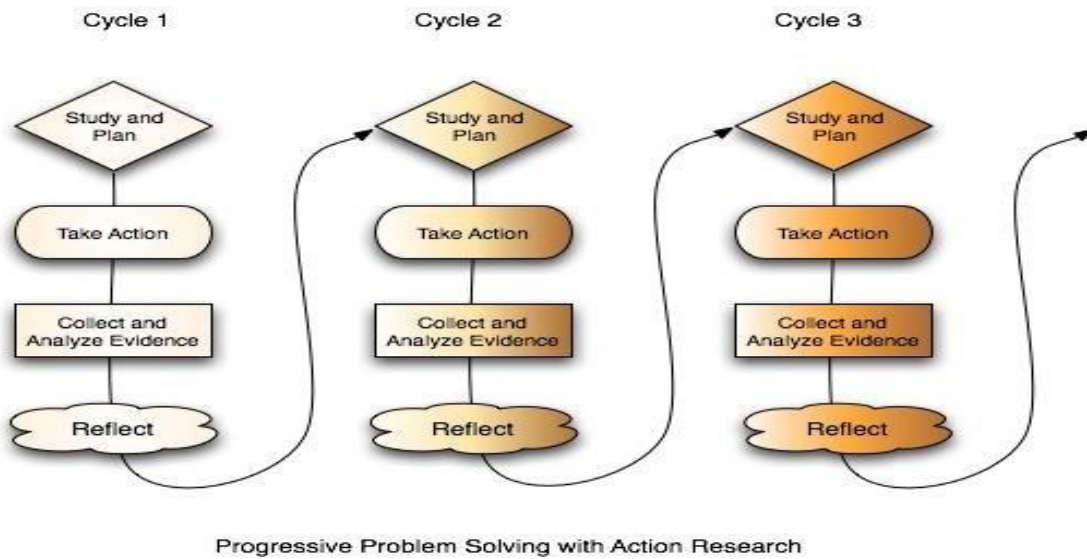 Cycle 1
Cycle 2
Cycle 3
Study and
Plan
Take Action
Collect and
Analyze Evidence
Reflect
Study and
Plan
Take Action
Collect and
Analyze Evidence
Reflect
Study and
Plan
Take Action
Collect and
Analyze Evidence
Reflect
Progressive Problem Solving with Action Research